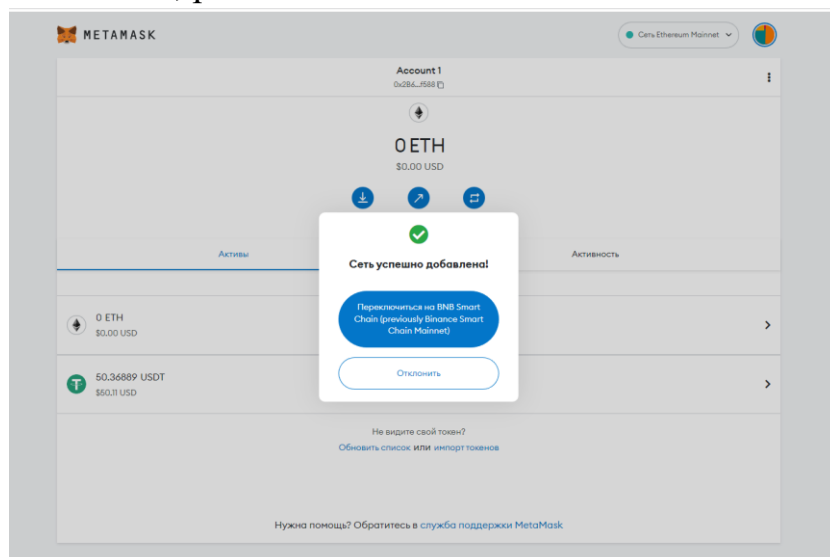 METAMASK
Сеть Ethereum Mainnet
Account 1
0x2B6...f588
0 ETH
$0.00 USD
Активы
Активность
Сеть успешно добавлена!
Переключиться на BNB Smart
Chain (previously Binance Smart
Chain Mainnet)
Отклонить
0 ETH
$0.00 USD
50.36889 USDT
$50.11 USD
Не видите свой токен?
Обновить список или импорт токенов
Нужна помощь? Обратитесь в служба поддержки MetaMask